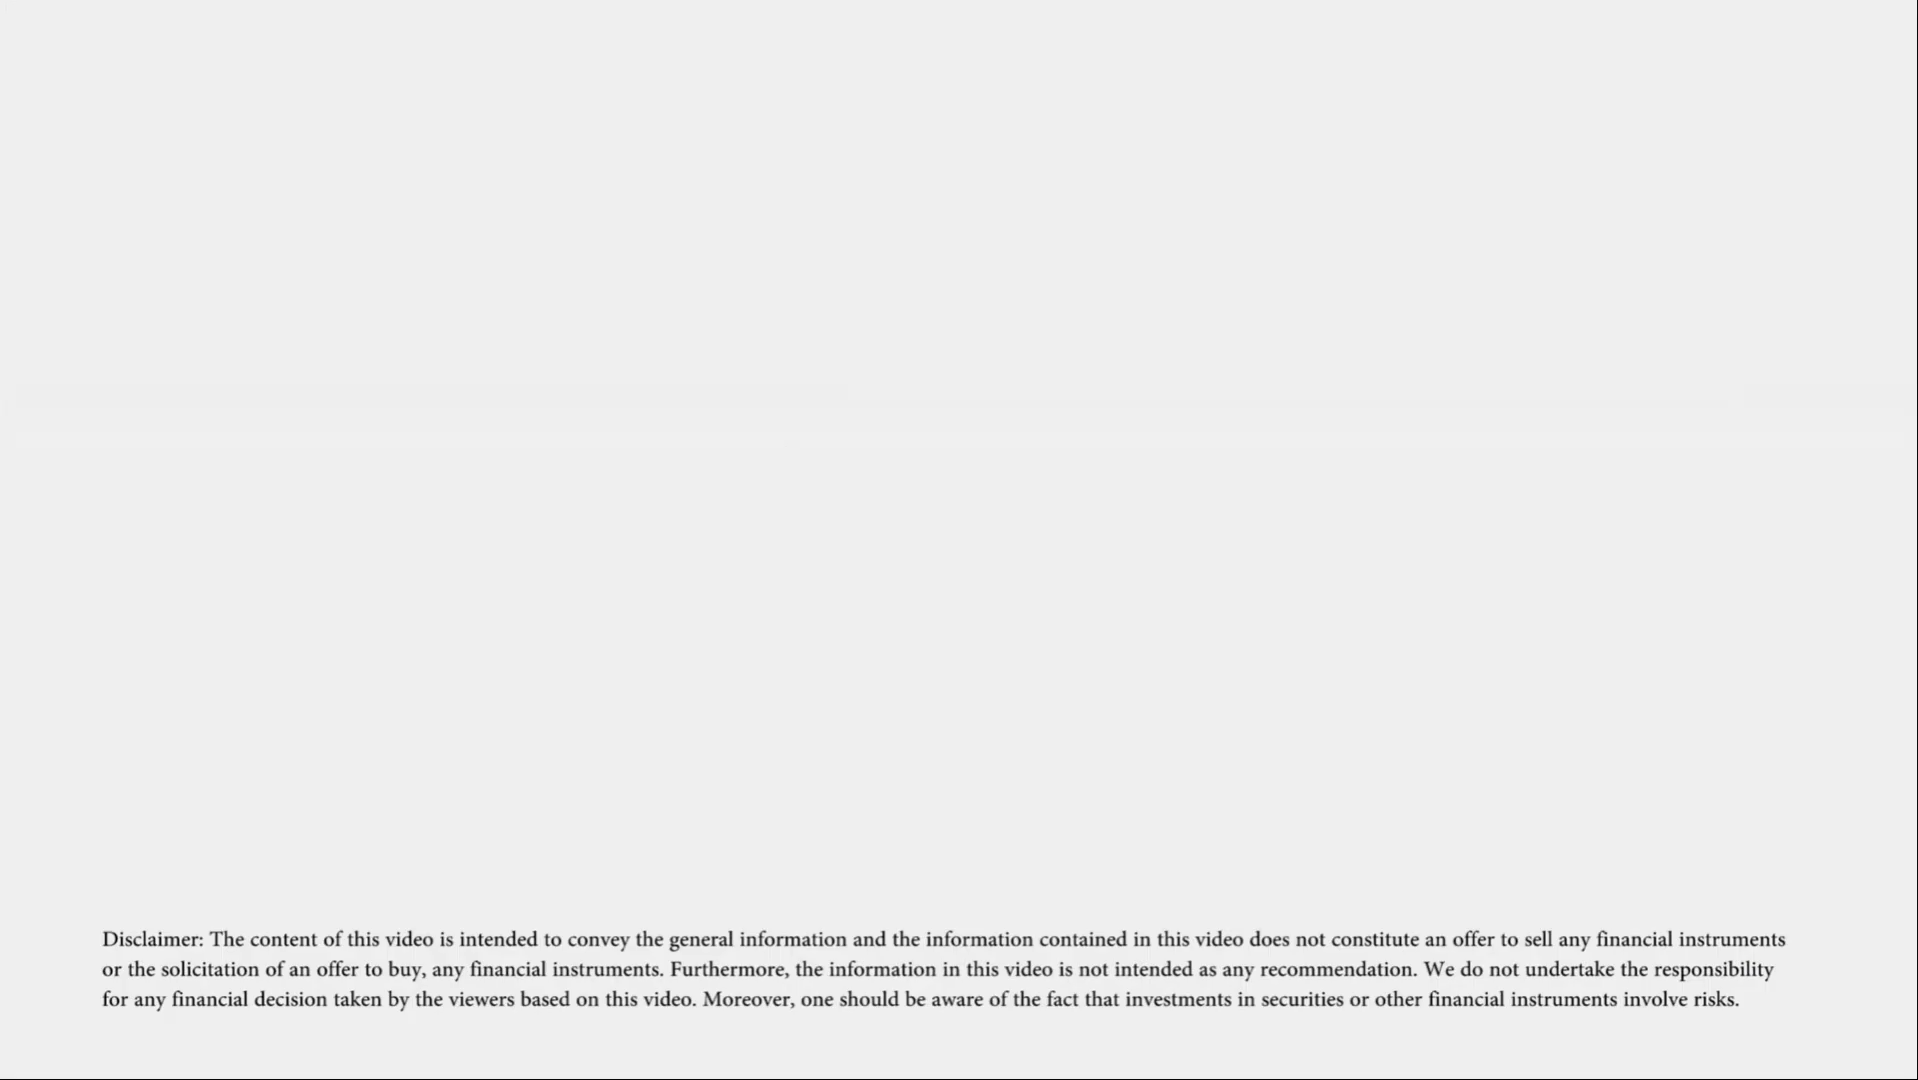 Disclaimer: The content of this video is intended to convey the general information and the information contained in this video does not constitute an offer to sell any financial instruments
or the solicitation of an offer to buy, any financial instruments. Furthermore, the information in this video is not intended as any recommendation. We do not undertake the responsibility
for any financial decision taken by the viewers based on this video. Moreover, one should be aware of the fact that investments in securities or other financial instruments involve risks.